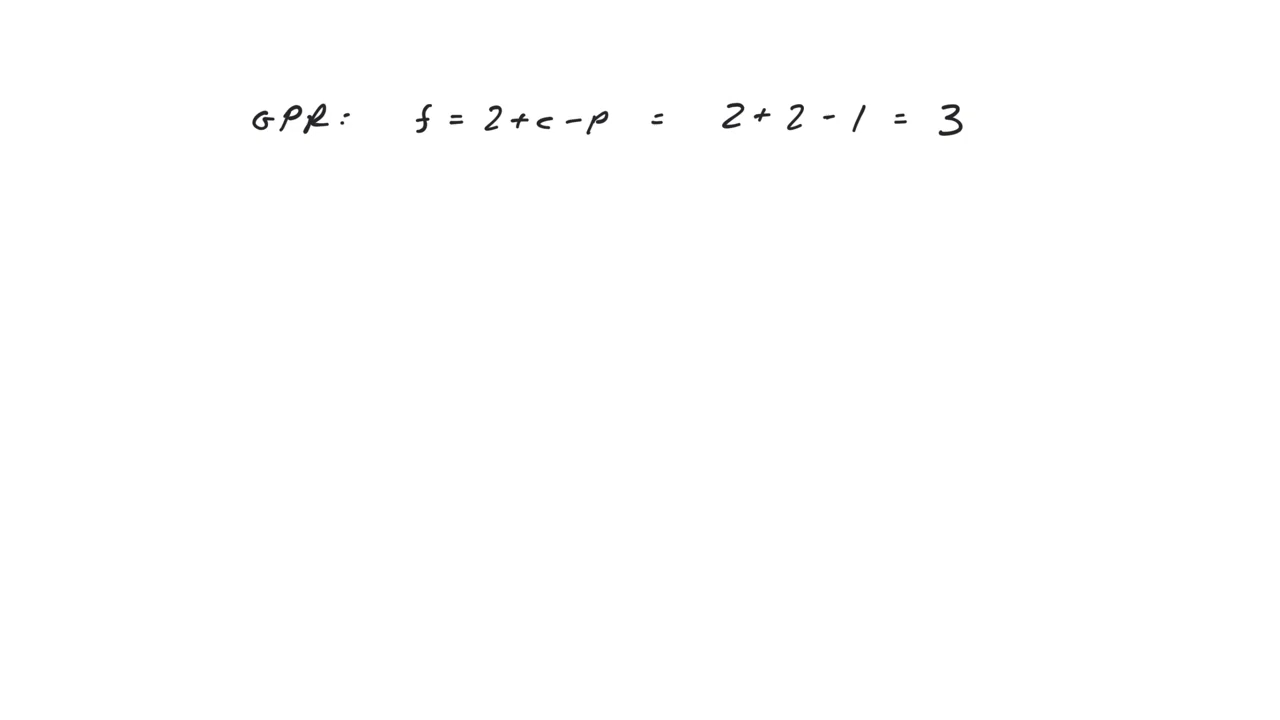 GPR: f = 2 + c - p = 2 + 2 - 1 = 3